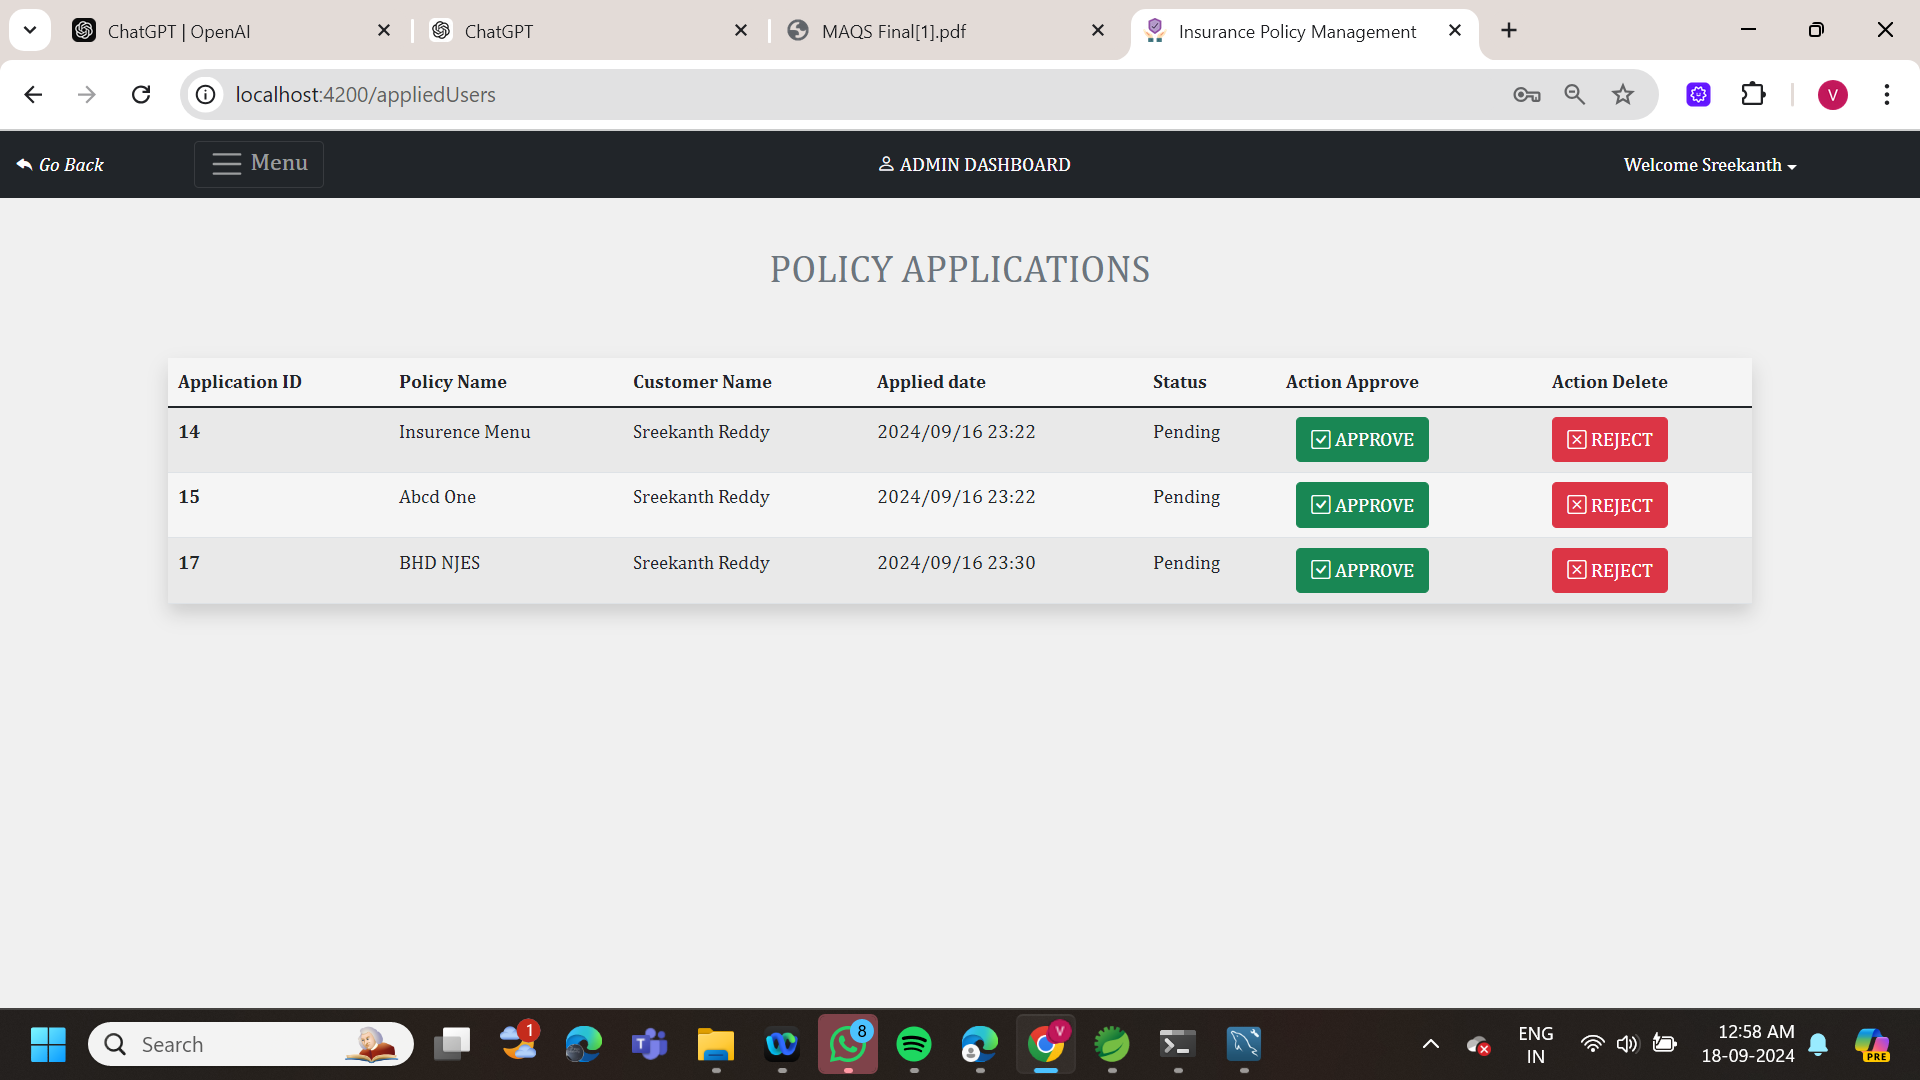 ChatGPT | OpenAI
ChatGPT
MAQS Final[1].pdf
Insurance Policy Management
localhost:4200/appliedUsers
V
Go Back
Menu
ADMIN DASHBOARD
Welcome Sreekanth
POLICY APPLICATIONS
Application ID Policy Name Customer Name Applied date Status Action Approve Action Delete
14 Insurence Menu Sreekanth Reddy 2024/09/16 23:22 Pending APPROVE REJECT
15 Abcd One Sreekanth Reddy 2024/09/16 23:22 Pending APPROVE REJECT
17 BHD NJES Sreekanth Reddy 2024/09/16 23:30 Pending APPROVE REJECT
Search
1
8
V
ENG
IN
12:58 AM
18-09-2024
PRE